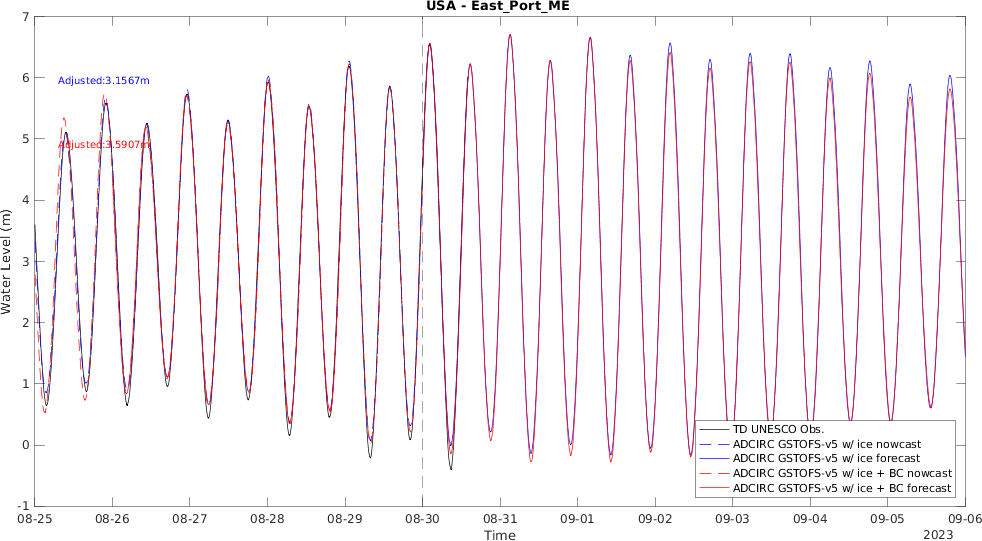 USA - East_Port_ME
7
6
5
4
3
2
1
0
-1
Water Level (m)
Adjusted:3.1567m
Adjusted:3.5907m
TD UNESCO Obs.
ADCIRC GSTOFS-v5 w/ ice nowcast
ADCIRC GSTOFS-v5 w/ ice forecast
ADCIRC GSTOFS-v5 w/ ice + BC nowcast
ADCIRC GSTOFS-v5 w/ ice + BC forecast
08-25 08-26 08-27 08-28 08-29 08-30 08-31 09-01 09-02 09-03 09-04 09-05 09-06
Time
2023